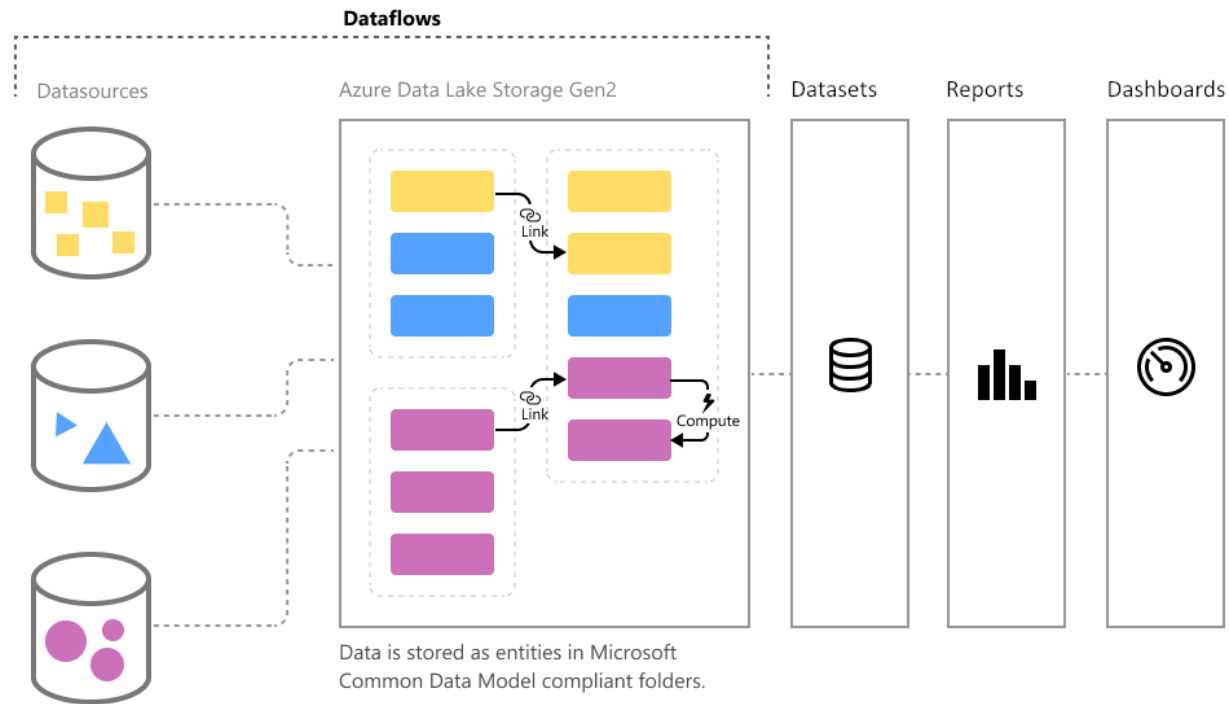 Dataflows
Datasources
Azure Data Lake Storage Gen2
Datasets
Reports
Dashboards
Link
Link
Compute
Data is stored as entities in Microsoft
Common Data Model compliant folders.